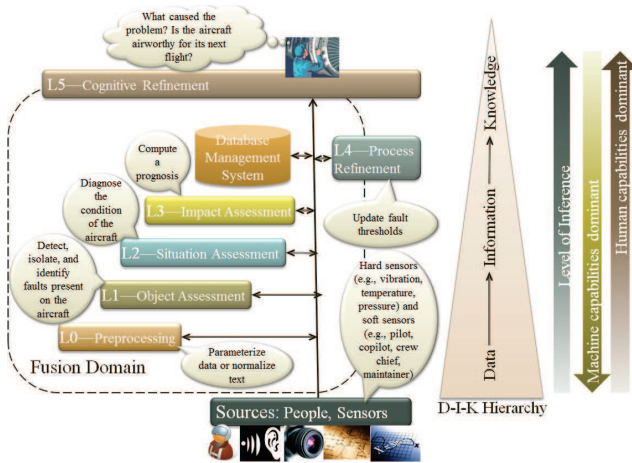 What caused the
problem? Is the aircraft
airworthy for its next
flight?
L5—Cognitive Refinement
Database
Management
System
L4—Process
Refinement
Compute
a
prognosis
L3—Impact Assessment
Update fault
thresholds
Diagnose
the
condition
of the
aircraft
L2—Situation Assessment
Detect,
isolate, and
identify
faults present
on the
aircraft
L1—Object Assessment
Hard sensors
(e.g., vibration,
temperature,
pressure) and
soft sensors
(e.g., pilot,
copilot, crew
chief,
maintainer)
L0—Preprocessing
Parameterize
data or normalize
text
Fusion Domain
Sources: People, Sensors
Knowledge
Information
Data
D-I-K Hierarchy
Level of Inference
Machine capabilities dominant
Human capabilities dominant